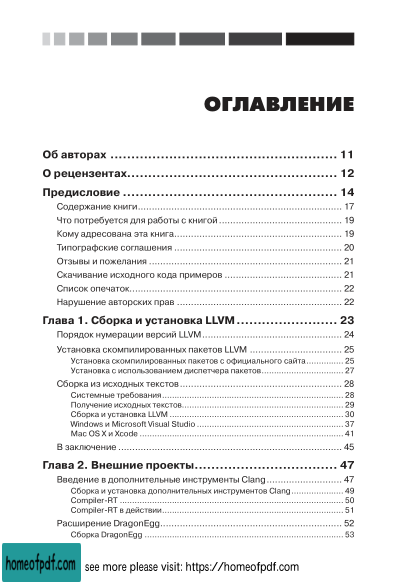 ОГЛАВЛЕНИЕ
Об авторах ........................................................ 11
О рецензентах.................................................. 12
Предисловие .................................................... 14
Содержание книги.............................................................................. 17
Что потребуется для работы с книгой ............................................... 19
Кому адресована эта книга................................................................ 19
Типографские соглашения ................................................................ 20
Отзывы и пожелания ......................................................................... 21
Скачивание исходного кода примеров ............................................. 21
Список опечаток................................................................................. 22
Нарушение авторских прав ............................................................... 22
Глава 1. Сборка и установка LLVM ........................ 23
Порядок нумерации версий LLVM..................................................... 24
Установка скомпилированных пакетов LLVM ................................... 25
Установка скомпилированных пакетов с официального сайта............... 25
Установка с использованием диспетчера пакетов................................ 27
Сборка из исходных текстов.............................................................. 28
Системные требования...................................................................... 28
Получение исходных текстов.............................................................. 29
Сборка и установка LLVM ................................................................... 30
Windows и Microsoft Visual Studio ........................................................ 37
Mac OS X и Xcode ............................................................................... 41
В заключение ..................................................................................... 45
Глава 2. Внешние проекты.................................. 47
Введение в дополнительные инструменты Clang............................. 47
Сборка и установка дополнительных инструментов Clang.................... 49
Compiler-RT ....................................................................................... 50
Compiler-RT в действии...................................................................... 51
Расширение DragonEgg..................................................................... 52
Сборка DragonEgg ............................................................................. 53
homeofpdf.com see more please visit: https://homeofpdf.com